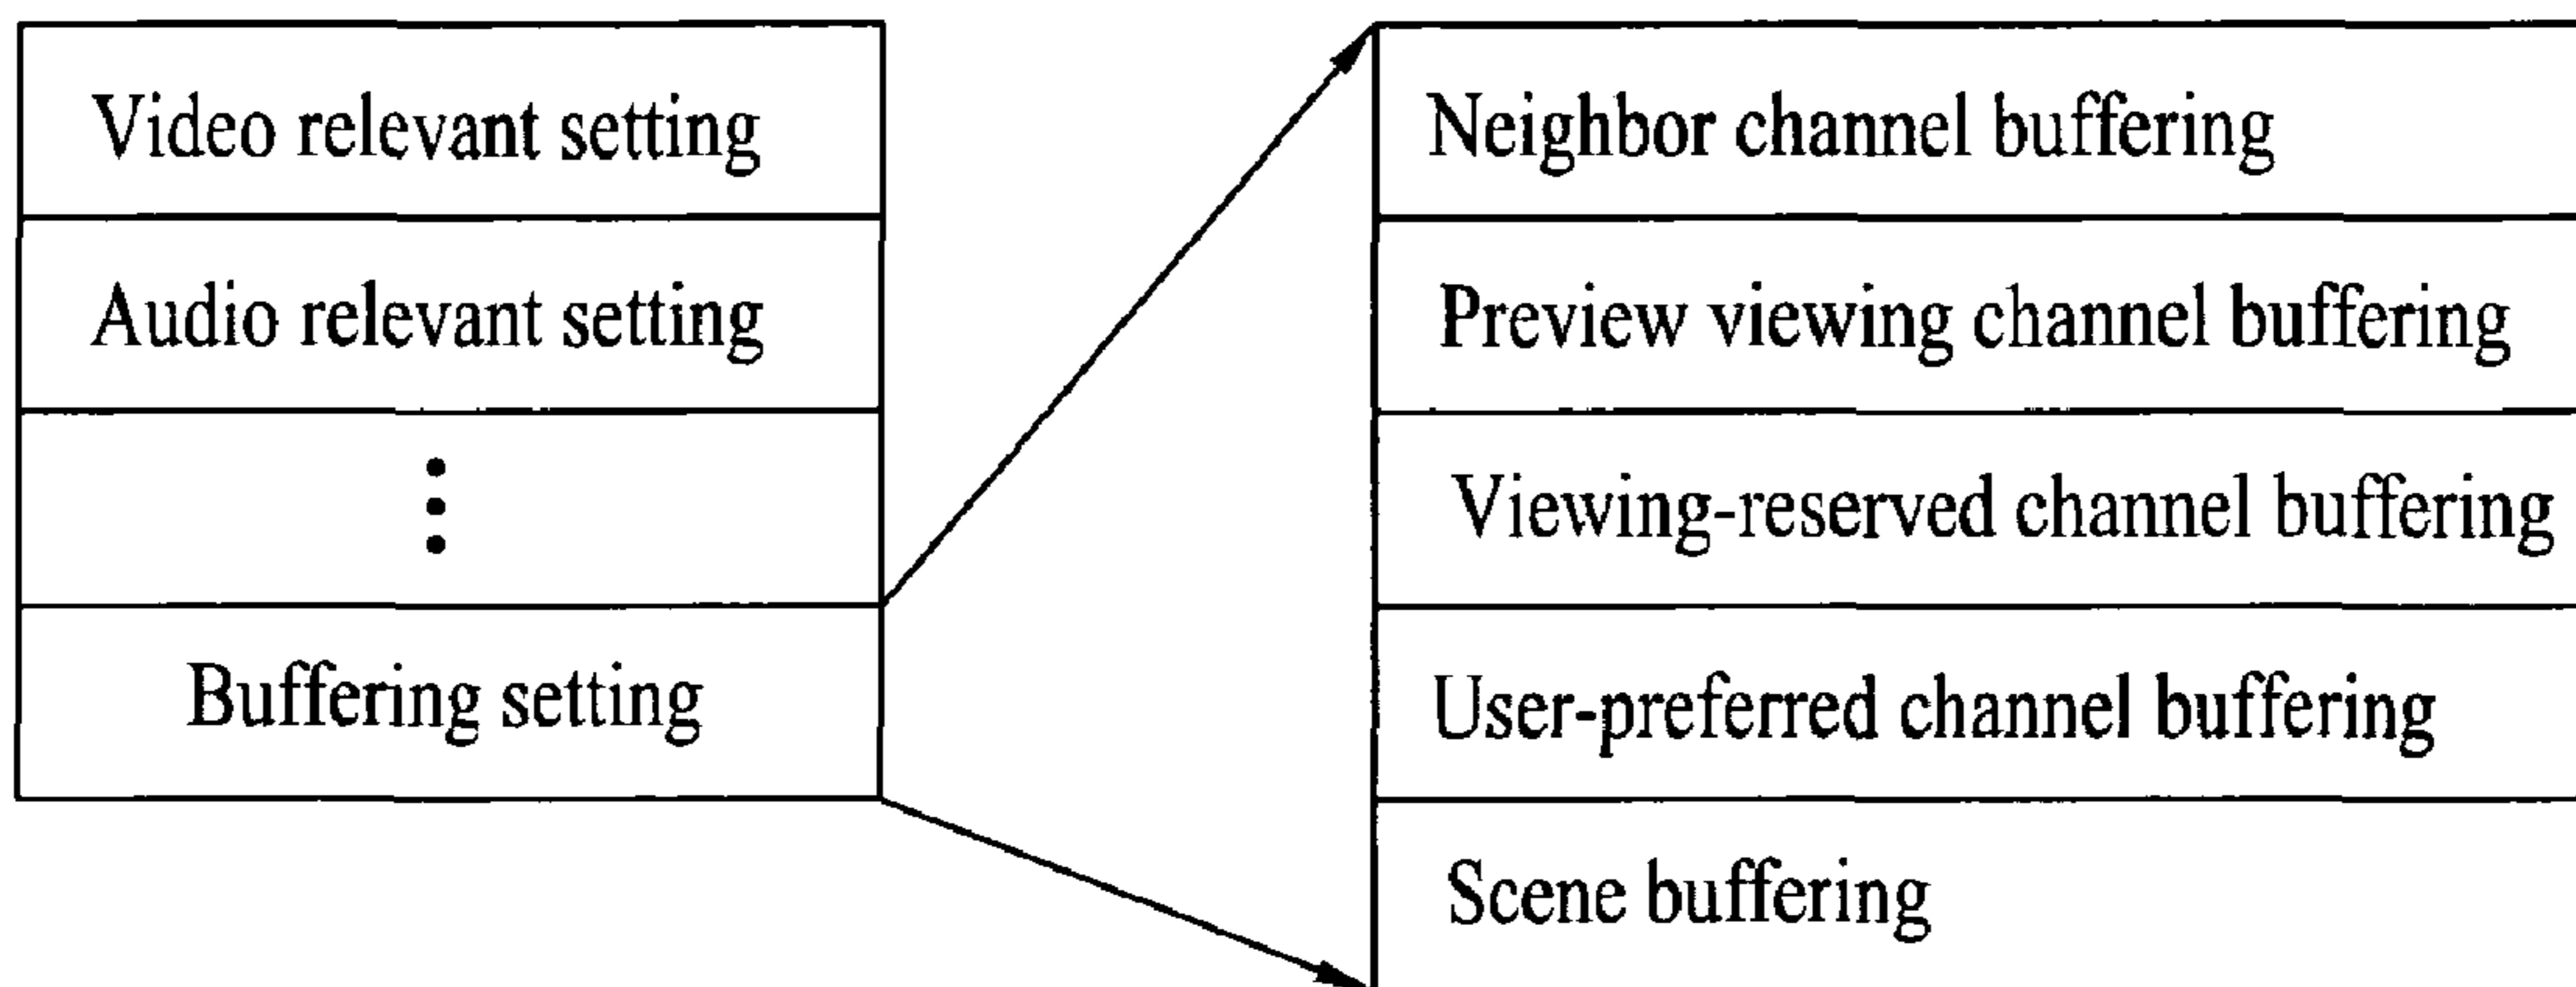 Video relevant setting
Audio relevant setting
Buffering setting
Neighbor channel buffering
Preview viewing channel buffering
Viewing-reserved channel buffering
User-preferred channel buffering
Scene buffering